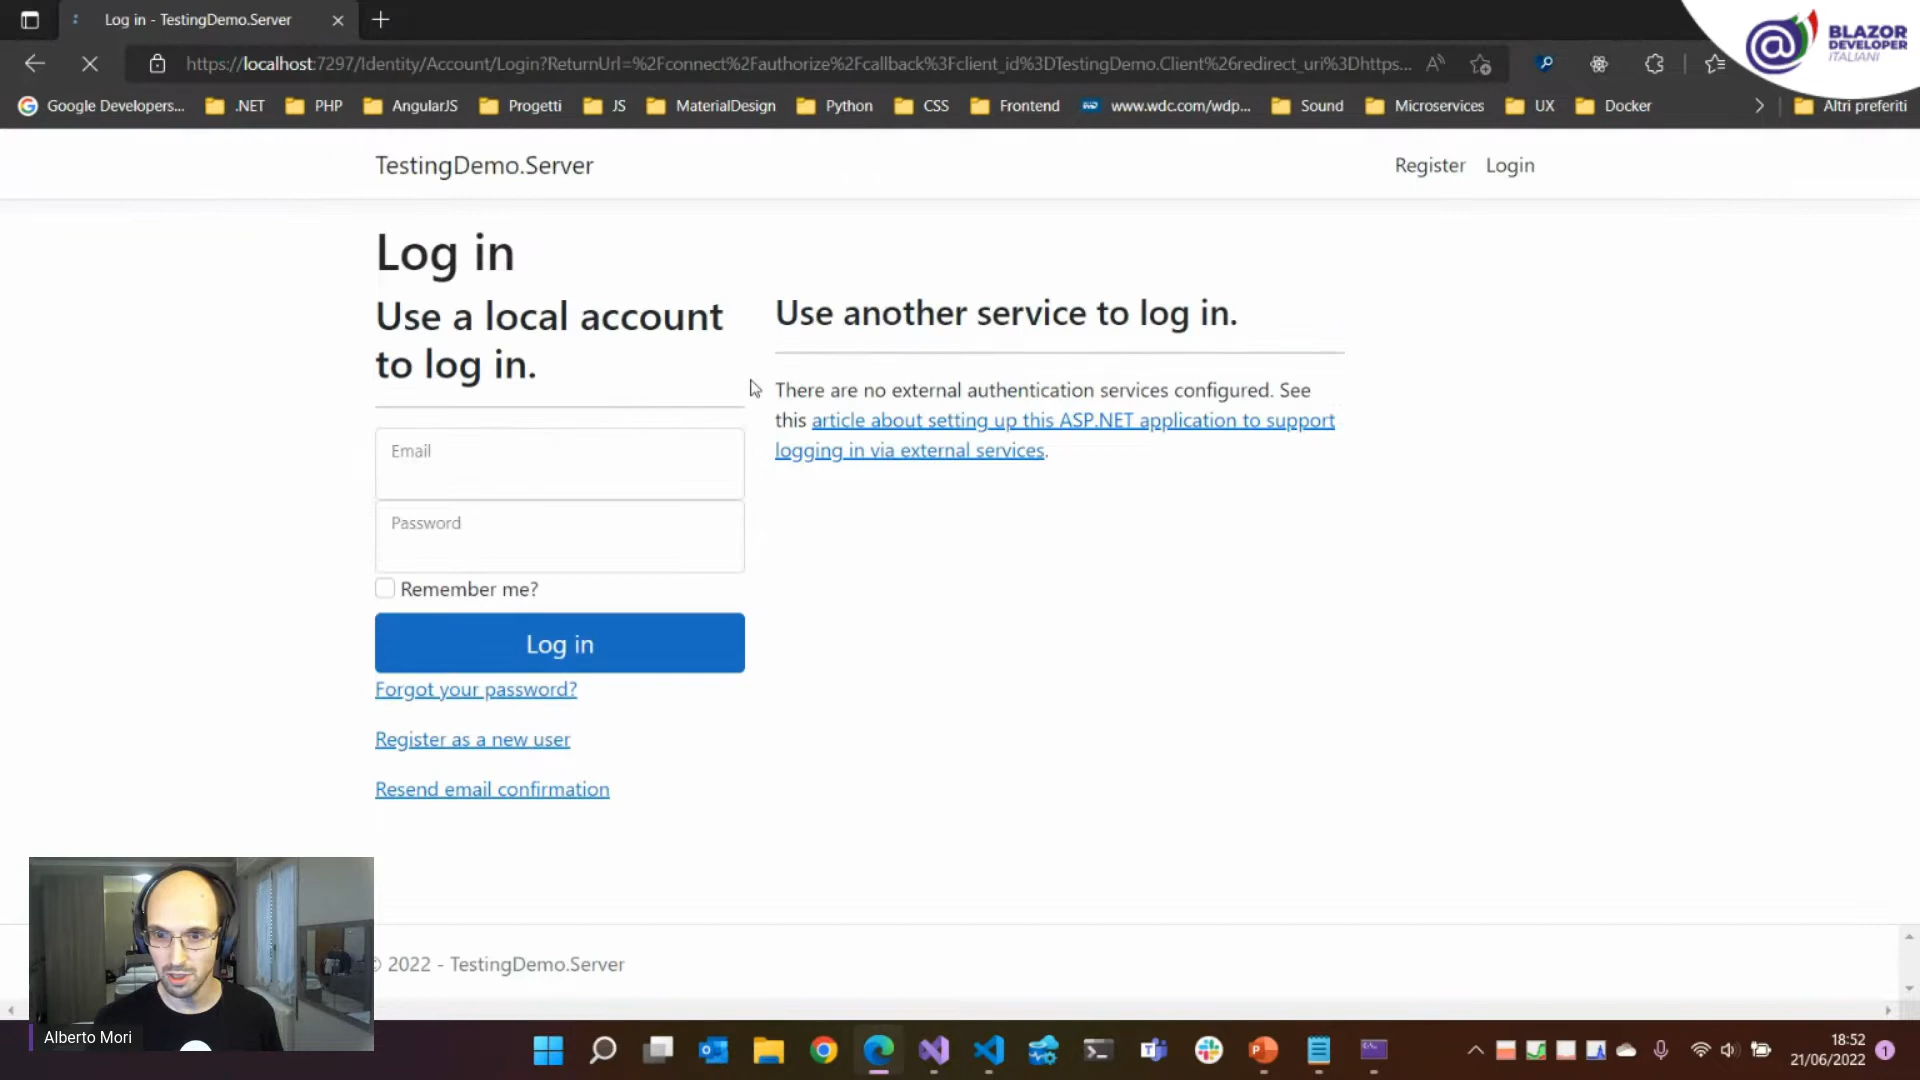 Log in - TestingDemo.Server
BLAZOR
DEVELOPER
ITALIANI
https://localhost:7297/Identity/Account/Login?ReturnUrl=%2Fconnect%2Fauthorize%2Fcallback%3Fclient_id%3DTestingDemo.Client%26redirect_uri%3Dhttps...
Google Developers... .NET PHP AngularJS Progetti JS MaterialDesign Python CSS Frontend www.wdc.com/wdp... Sound Microservices UX Docker Altri preferiti
TestingDemo.Server Register Login
Log in
Use a local account
to log in.
Use another service to log in.
There are no external authentication services configured. See
this article about setting up this ASP.NET application to support
logging in via external services.
Email
Password
Remember me?
Log in
Forgot your password?
Register as a new user
Resend email confirmation
© 2022 - TestingDemo.Server
Alberto Mori
18:52
21/06/2022
1